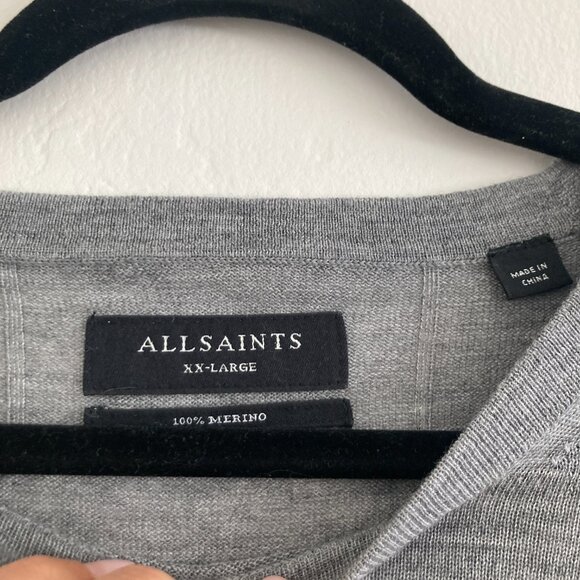 ALLSAINTS
XX-LARGE
100% MERINO
MADE IN
CHINA